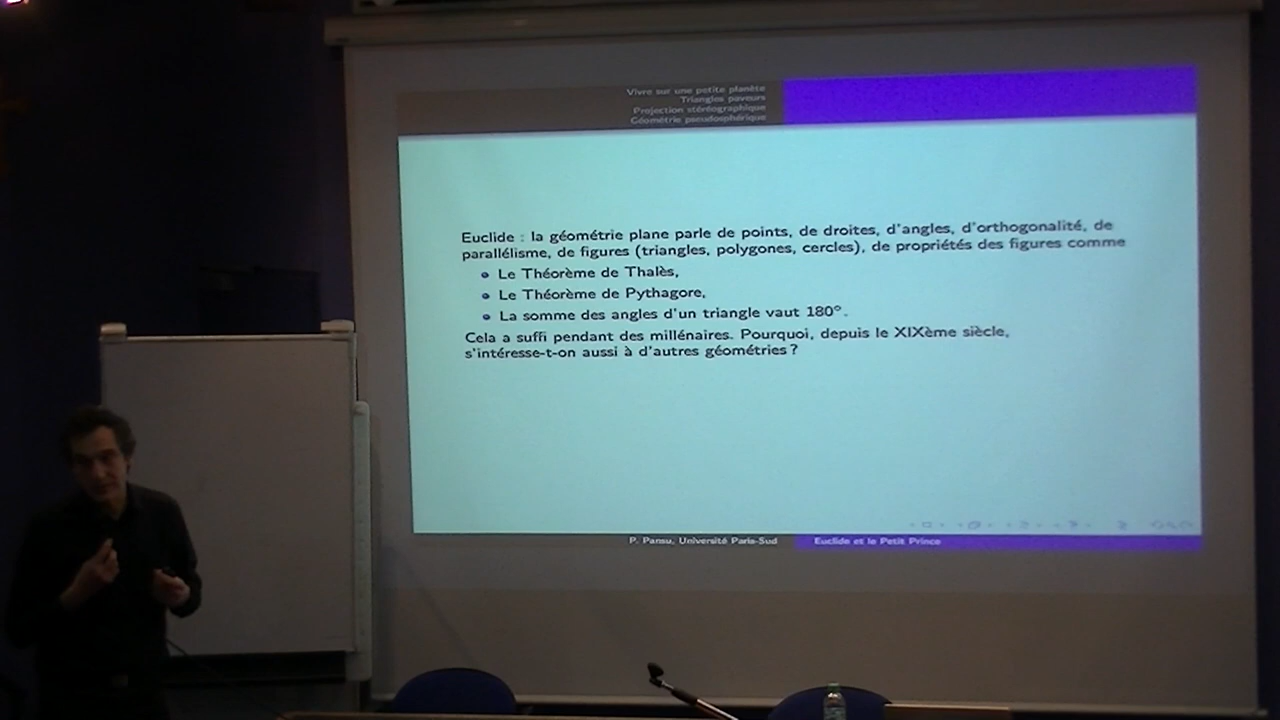 Vivre sur une petite planète
Triangles paveurs
Projection stéréographique
Géométrie pseudosphérique
Euclide : la géométrie plane parle de points, de droites, d'angles, d'orthogonalité, de
parallélisme, de figures (triangles, polygones, cercles), de propriétés des figures comme
• Le Théorème de Thalès,
• Le Théorème de Pythagore,
• La somme des angles d'un triangle vaut 180°.
Cela a suffi pendant des millénaires. Pourquoi, depuis le XIXème siècle,
s'intéresse-t-on aussi à d'autres géométries ?
P. Pansu, Université Paris-Sud
Euclide et le Petit Prince